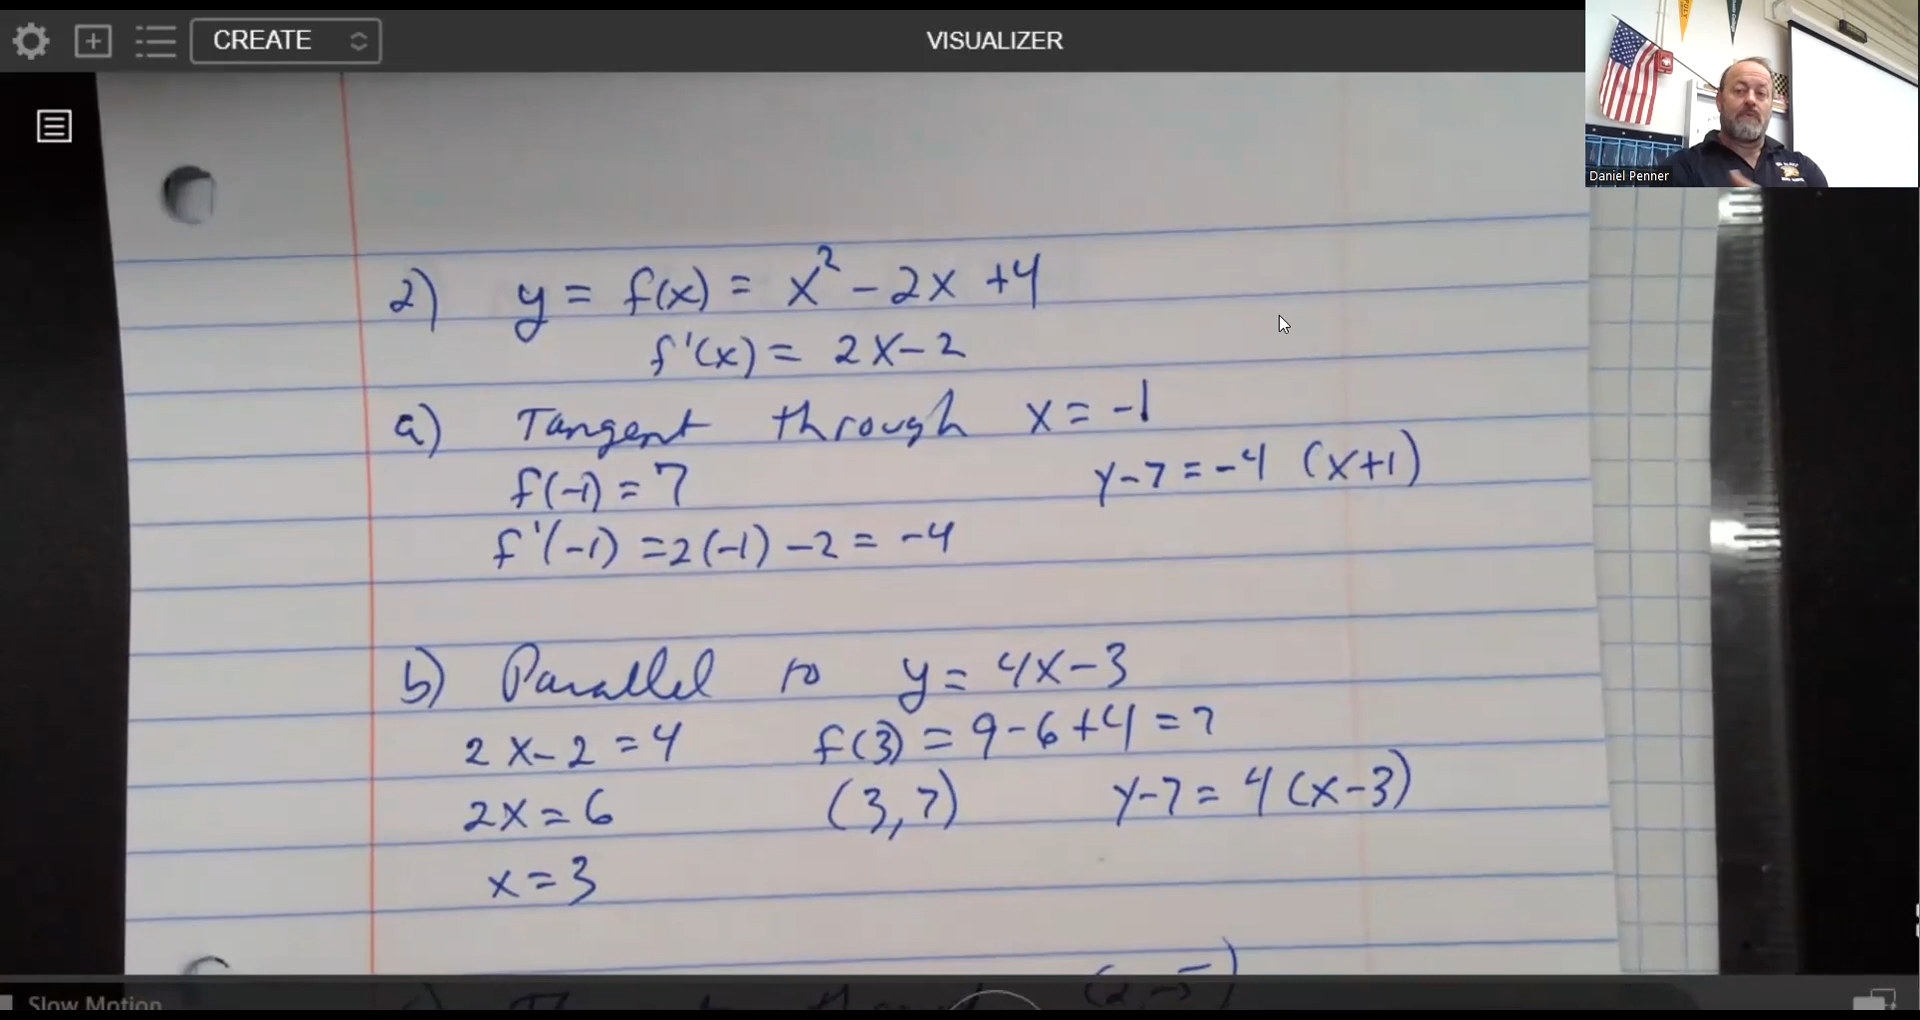 CREATE
VISUALIZER
Daniel Penner
2) y = f(x) = x² - 2x + 4
f'(x) = 2x - 2
a) Tangent through x = -1
f(-1) = 7
y - 7 = -4 (x+1)
f'(-1) = 2(-1) - 2 = -4
b) Parallel to y = 4x - 3
2x - 2 = 4 f(3) = 9 - 6 + 4 = 7
2x = 6 (3, 7) y - 7 = 4(x - 3)
x = 3
Slow Motion